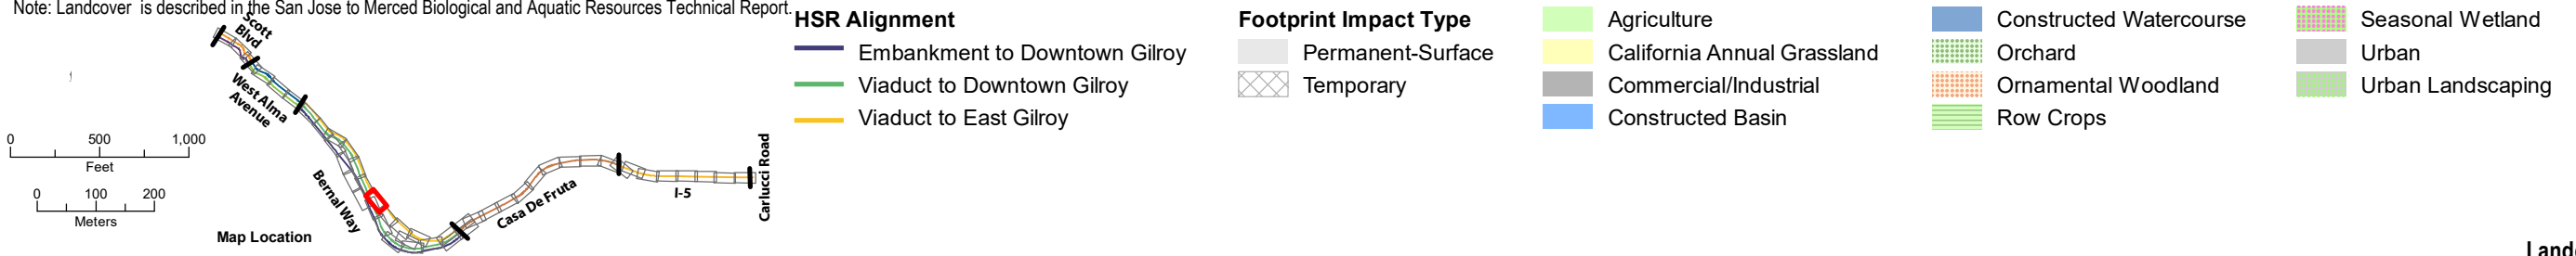 Note: Landcover is described in the San Jose to Merced Biological and Aquatic Resources Technical Report.
Scott
Blvd
West Alma
Avenue
0 500 1,000
Feet
0 100 200
Meters
Bernal Way
Map Location
Casa De Fruta
I-5
Carlucci Road
HSR Alignment
Embankment to Downtown Gilroy
Viaduct to Downtown Gilroy
Viaduct to East Gilroy
Footprint Impact Type
Permanent-Surface
Temporary
Agriculture
California Annual Grassland
Commercial/Industrial
Constructed Basin
Constructed Watercourse
Orchard
Ornamental Woodland
Row Crops
Seasonal Wetland
Urban
Urban Landscaping